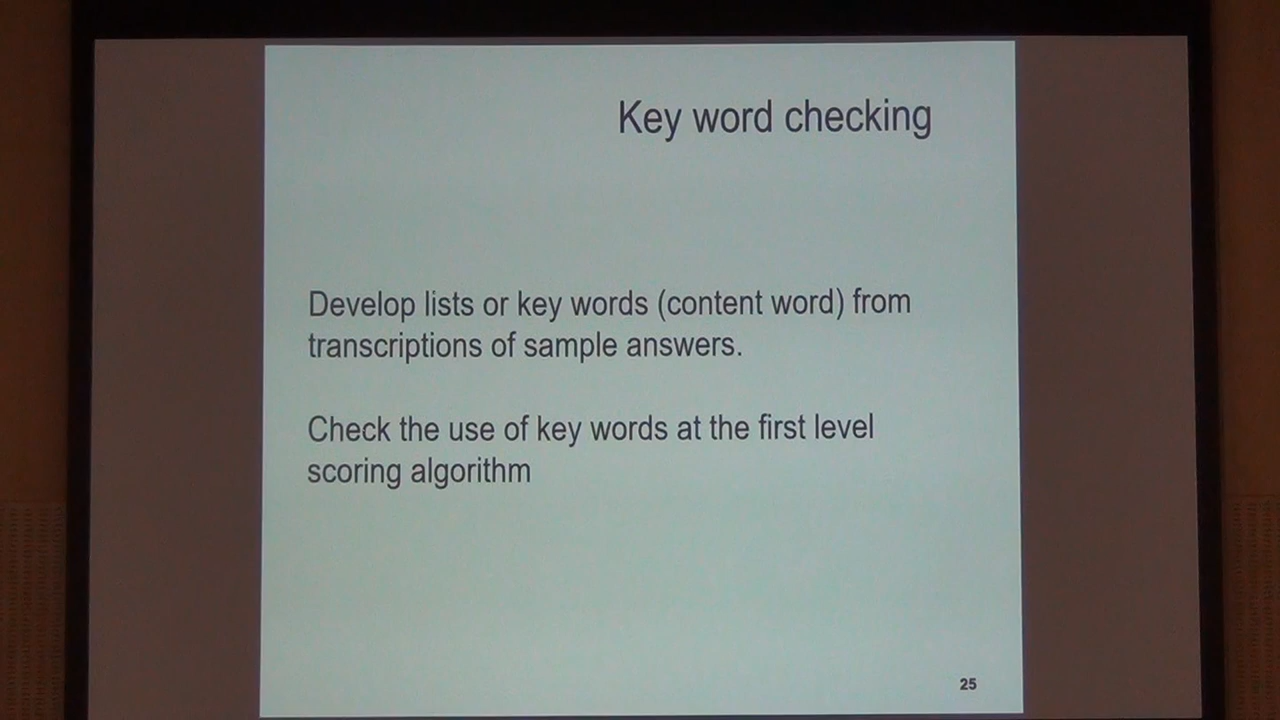 Key word checking
Develop lists or key words (content word) from
transcriptions of sample answers.
Check the use of key words at the first level
scoring algorithm
25